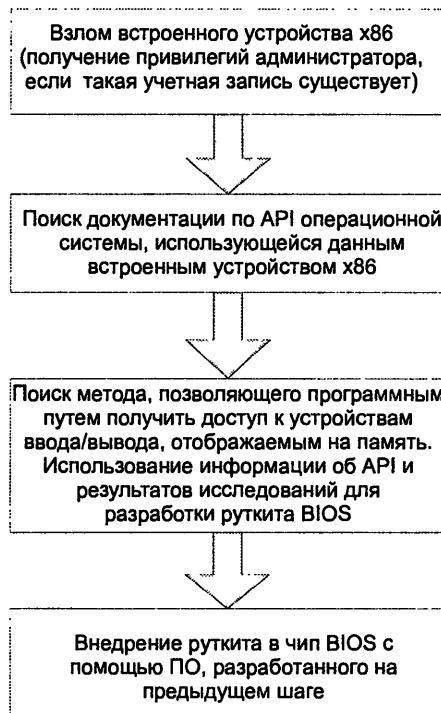 Взлом встроенного устройства x86
(получение привилегий администратора,
если такая учетная запись существует)
Поиск документации по API операционной
системы, использующейся данным
встроенным устройством x86
Поиск метода, позволяющего программным
путем получить доступ к устройствам
ввода/вывода, отображаемым на память.
Использование информации об API и
результатов исследований для
разработки руткита BIOS
Внедрение руткита в чип BIOS с
помощью ПО, разработанного на
предыдущем шаге